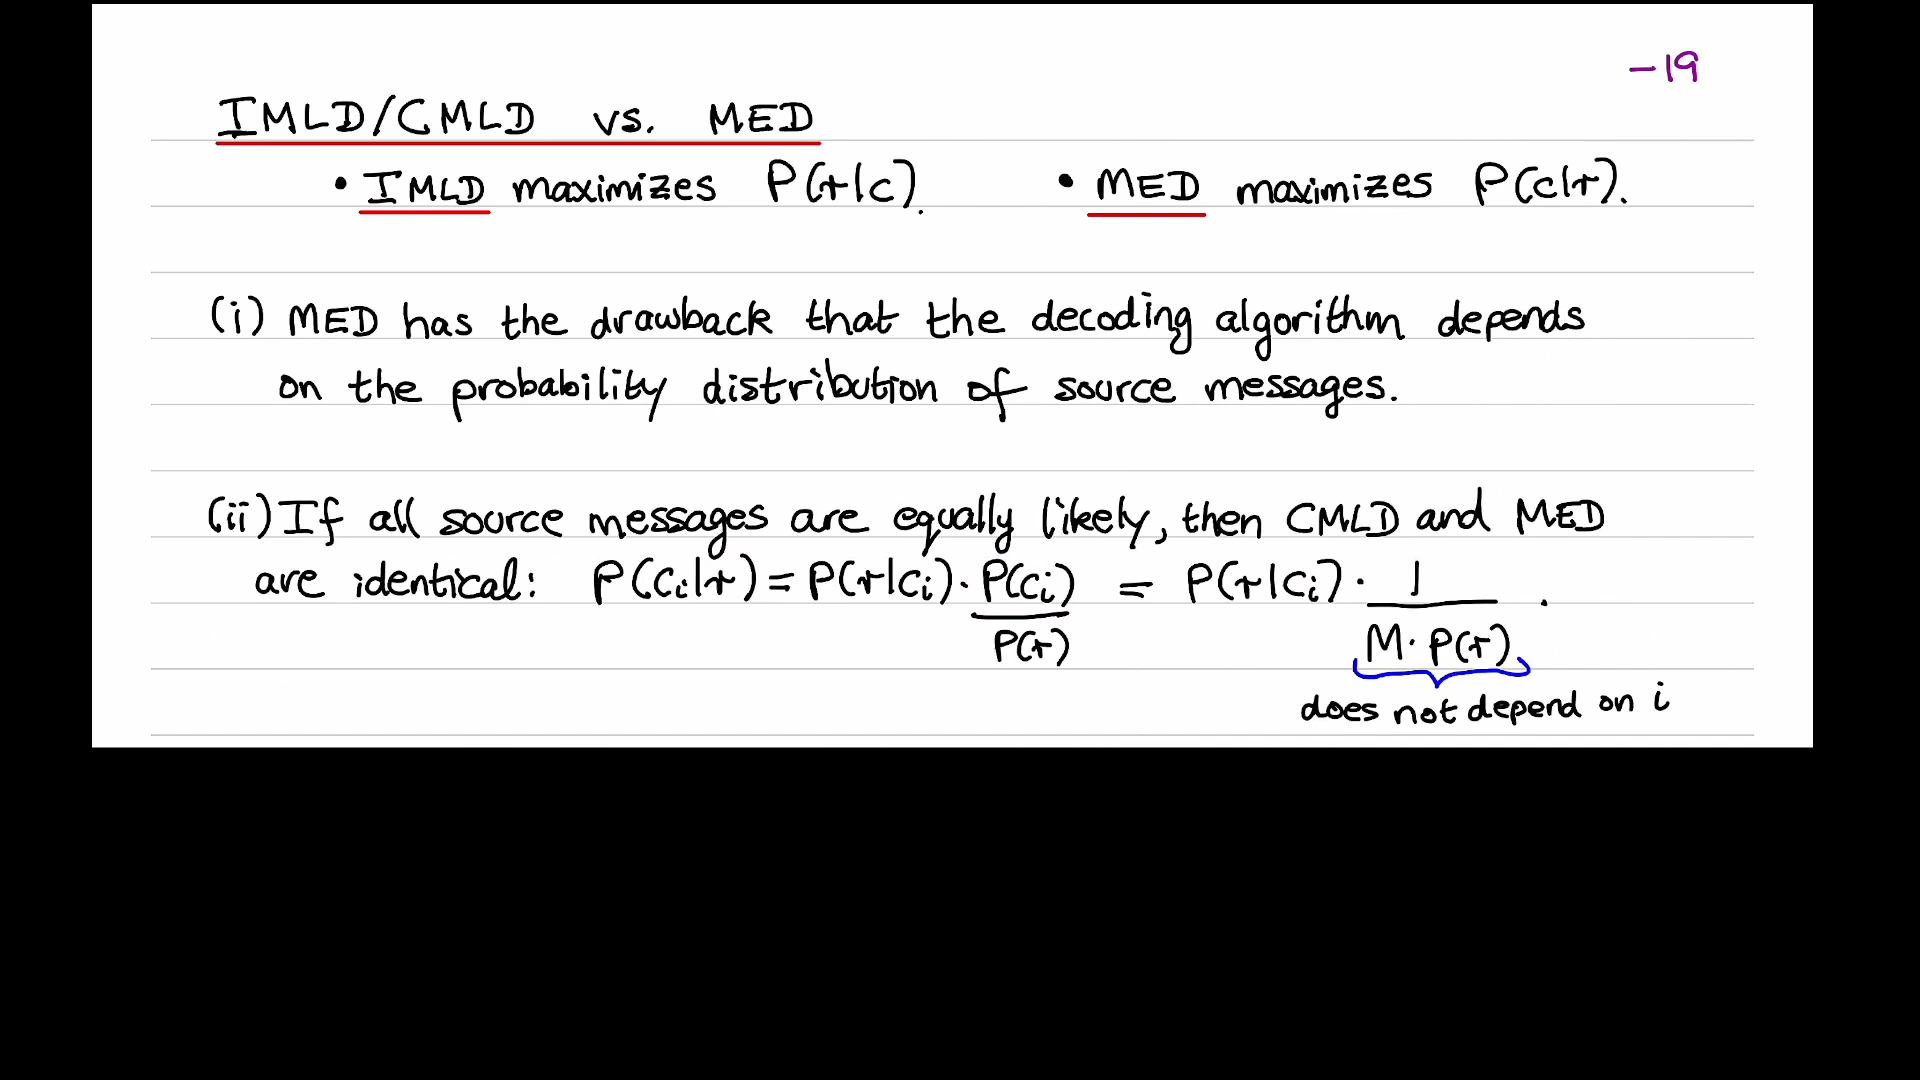 -19
IMLD/CMLD vs. MED
• IMLD maximizes P(r|c). • MED maximizes P(c|r).
(i) MED has the drawback that the decoding algorithm depends
on the probability distribution of source messages.
(ii) If all source messages are equally likely, then CMLD and MED
are identical: P(ci|r) = P(r|ci) · P(ci) = P(r|ci) · 1 .
P(r) M · P(r)
does not depend on i